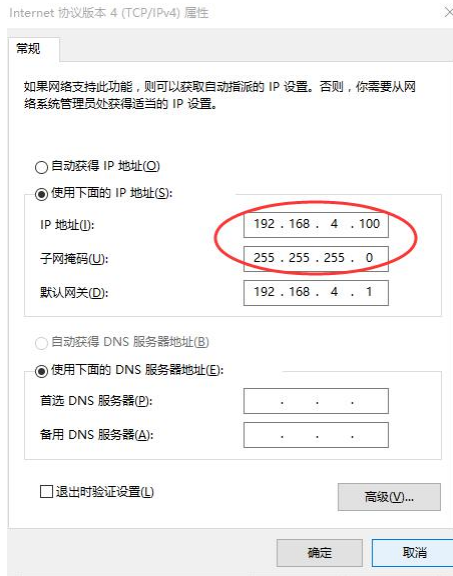 Internet 协议版本 4 (TCP/IPv4) 属性
常规
如果网络支持此功能，则可以获取自动指派的 IP 设置。否则，你需要从网
络系统管理员处获得适当的 IP 设置。
自动获得 IP 地址(O)
使用下面的 IP 地址(S):
IP 地址(I): 192 . 168 . 4 . 100
子网掩码(U): 255 . 255 . 255 . 0
默认网关(D): 192 . 168 . 4 . 1
自动获得 DNS 服务器地址(B)
使用下面的 DNS 服务器地址(E):
首选 DNS 服务器(P): . . .
备用 DNS 服务器(A): . . .
退出时验证设置(L)
高级(V)...
确定 取消